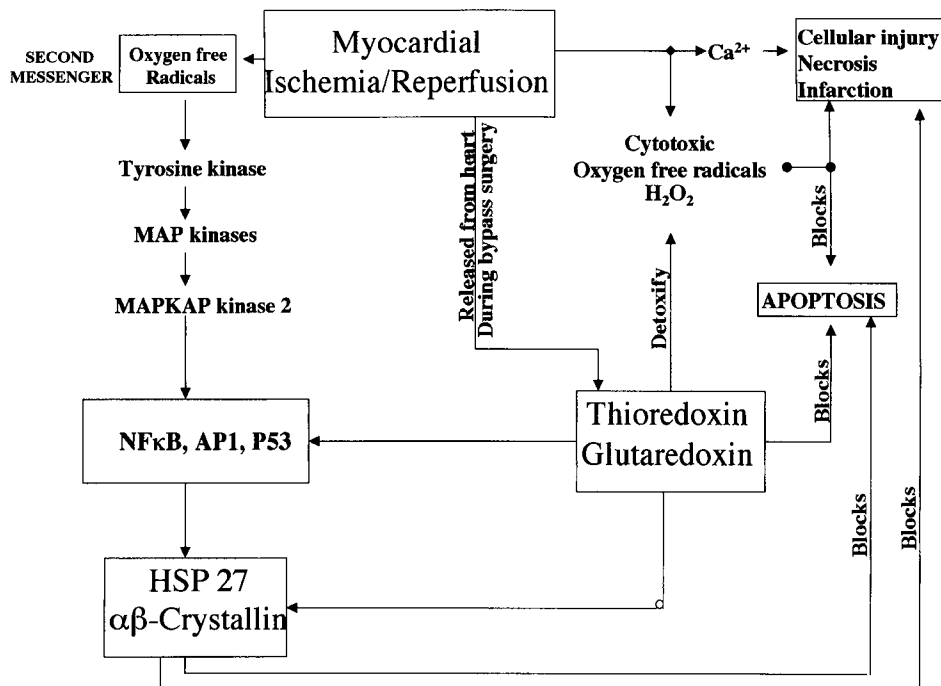 SECOND
MESSENGER
Oxygen free
Radicals
Myocardial
Ischemia/Reperfusion
Ca²⁺
Cellular injury
Necrosis
Infarction
Tyrosine kinase
MAP kinases
MAPKAP kinase 2
Released from heart
During bypass surgery
Cytotoxic
Oxygen free radicals
H₂O₂
Blocks
Detoxify
APOPTOSIS
Blocks
NFκB, AP1, P53
Thioredoxin
Glutaredoxin
Blocks
Blocks
HSP 27
αβ-Crystallin